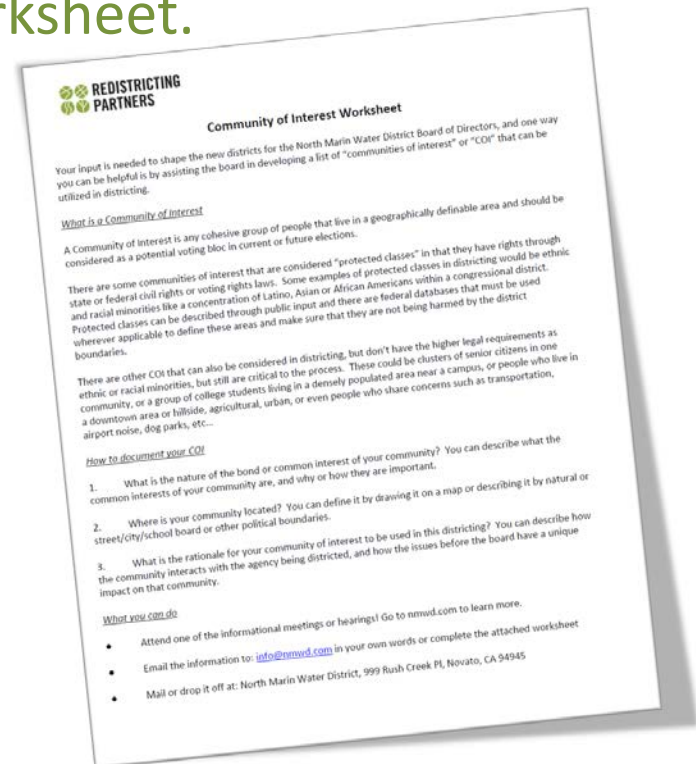 rksheet.
REDISTRICTING
PARTNERS
Community of Interest Worksheet
Your input is needed to shape the new districts for the North Marin Water District Board of Directors, and one way
you can be helpful is by assisting the board in developing a list of "communities of interest" or "COI" that can be
utilized in districting.
What is a Community of Interest
A Community of Interest is any cohesive group of people that live in a geographically definable area and should be
considered as a potential voting bloc in current or future elections.
There are some communities of interest that are considered "protected classes" in that they have rights through
state or federal civil rights or voting rights laws. Some examples of protected classes in districting would be ethnic
and racial minorities like a concentration of Latino, Asian or African Americans within a congressional district.
Protected classes can be described through public input and there are federal databases that must be used
wherever applicable to define these areas and make sure that they are not being harmed by the district
boundaries.
There are other COI that can also be considered in districting, but don't have the higher legal requirements as
ethnic or racial minorities, but still are critical to the process. These could be clusters of senior citizens in one
community, or a group of college students living in a densely populated area near a campus, or people who live in
a downtown area or hillside, agricultural, urban, or even people who share concerns such as transportation,
airport noise, dog parks, etc...
How to document your COI
1. What is the nature of the bond or common interest of your community? You can describe what the
common interests of your community are, and why or how they are important.
2. Where is your community located? You can define it by drawing it on a map or describing it by natural or
street/city/school board or other political boundaries.
3. What is the rationale for your community of interest to be used in this districting? You can describe how
the community interacts with the agency being districted, and how the issues before the board have a unique
impact on that community.
What you can do
• Attend one of the informational meetings or hearings! Go to nmwd.com to learn more.
• Email the information to: info@nmwd.com in your own words or complete the attached worksheet
• Mail or drop it off at: North Marin Water District, 999 Rush Creek Pl, Novato, CA 94945